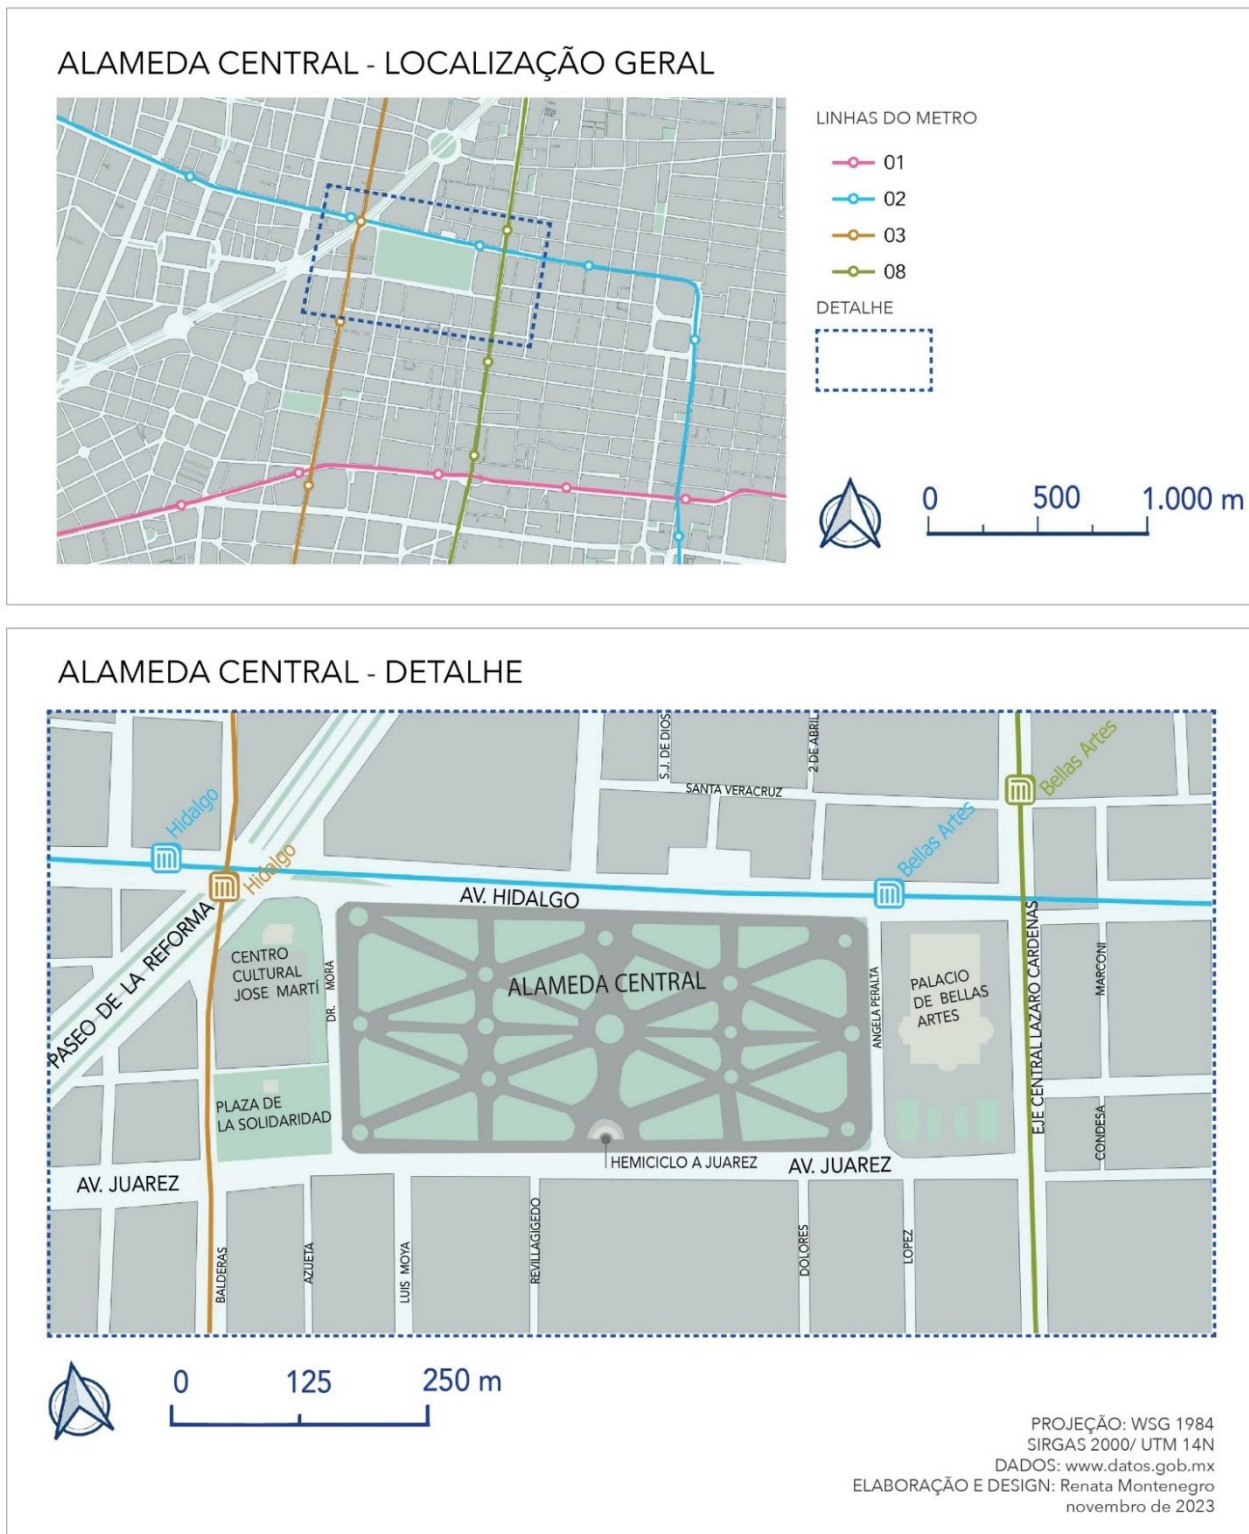 ALAMEDA CENTRAL - LOCALIZAÇÃO GERAL
LINHAS DO METRO
01
02
03
08
DETALHE
0 500 1.000 m
ALAMEDA CENTRAL - DETALHE
S.J. DE DIOS
2 DE ABRIL
Bellas Artes
SANTA VERACRUZ
Hidalgo
Hidalgo
Bellas Artes
AV. HIDALGO
PASEO DE LA REFORMA
CENTRO
CULTURAL
JOSE MARTÍ
DR. MORA
ALAMEDA CENTRAL
ANGELA PERALTA
PALACIO
DE BELLAS
ARTES
EJE CENTRAL LAZARO CARDENAS
MARCONI
PLAZA DE
LA SOLIDARIDAD
CONDESA
HEMICICLO A JUAREZ
AV. JUAREZ
AV. JUAREZ
BALDERAS
AZUETA
LUIS MOYA
REVILLAGIGEDO
DOLORES
LOPEZ
0 125 250 m
PROJEÇÃO: WSG 1984
SIRGAS 2000/ UTM 14N
DADOS: www.datos.gob.mx
ELABORAÇÃO E DESIGN: Renata Montenegro
novembro de 2023